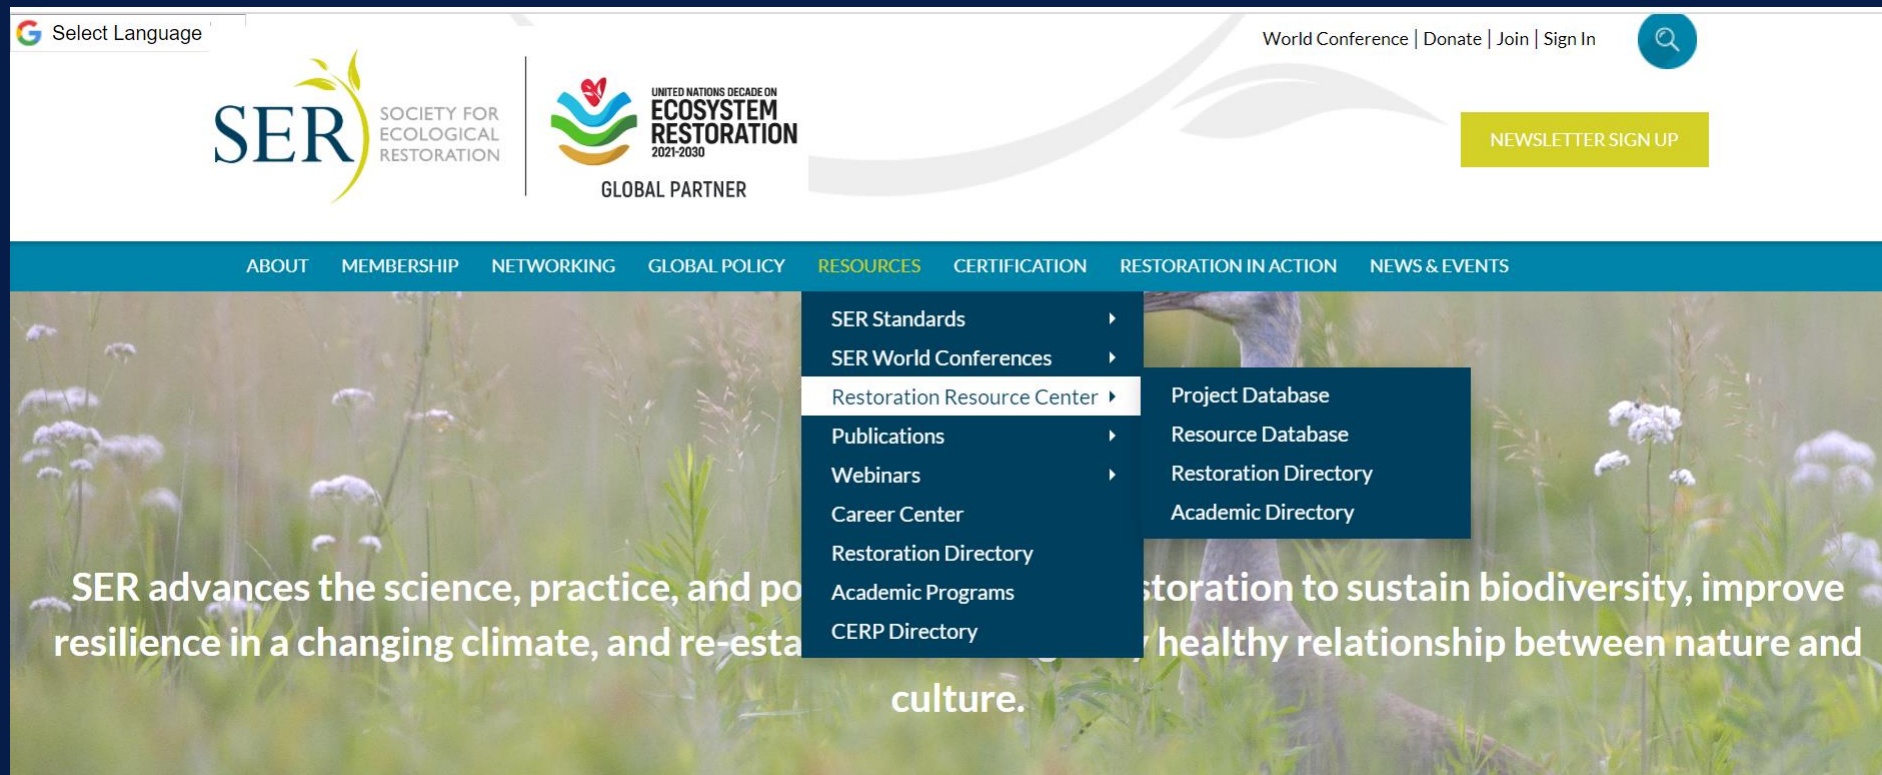 Select Language
World Conference | Donate | Join | Sign In
SER
SOCIETY FOR
ECOLOGICAL
RESTORATION
UNITED NATIONS DECADE ON
ECOSYSTEM
RESTORATION
2021-2030
GLOBAL PARTNER
NEWSLETTER SIGN UP
ABOUT MEMBERSHIP NETWORKING GLOBAL POLICY RESOURCES CERTIFICATION RESTORATION IN ACTION NEWS & EVENTS
SER Standards
SER World Conferences
Restoration Resource Center
Publications
Webinars
Career Center
Restoration Directory
Academic Programs
CERP Directory
Project Database
Resource Database
Restoration Directory
Academic Directory
SER advances the science, practice, and po storation to sustain biodiversity, improve
resilience in a changing climate, and re-esta healthy relationship between nature and
culture.